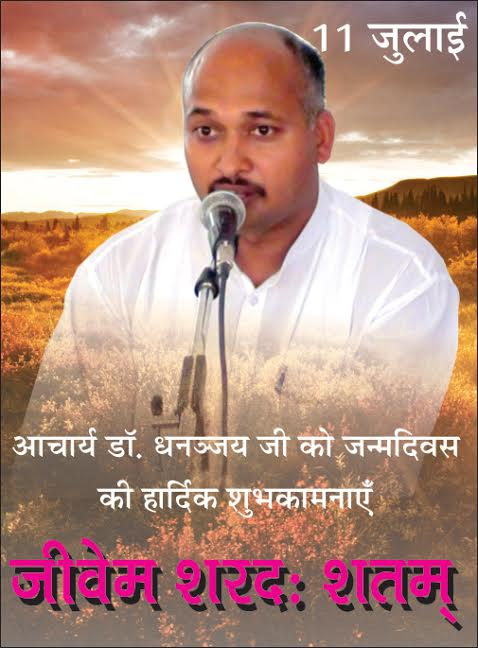 11 जुलाई
आचार्य डॉ. धनञ्जय जी को जन्मदिवस
की हार्दिक शुभकामनाएँ
जीवेम शरदः शतम्